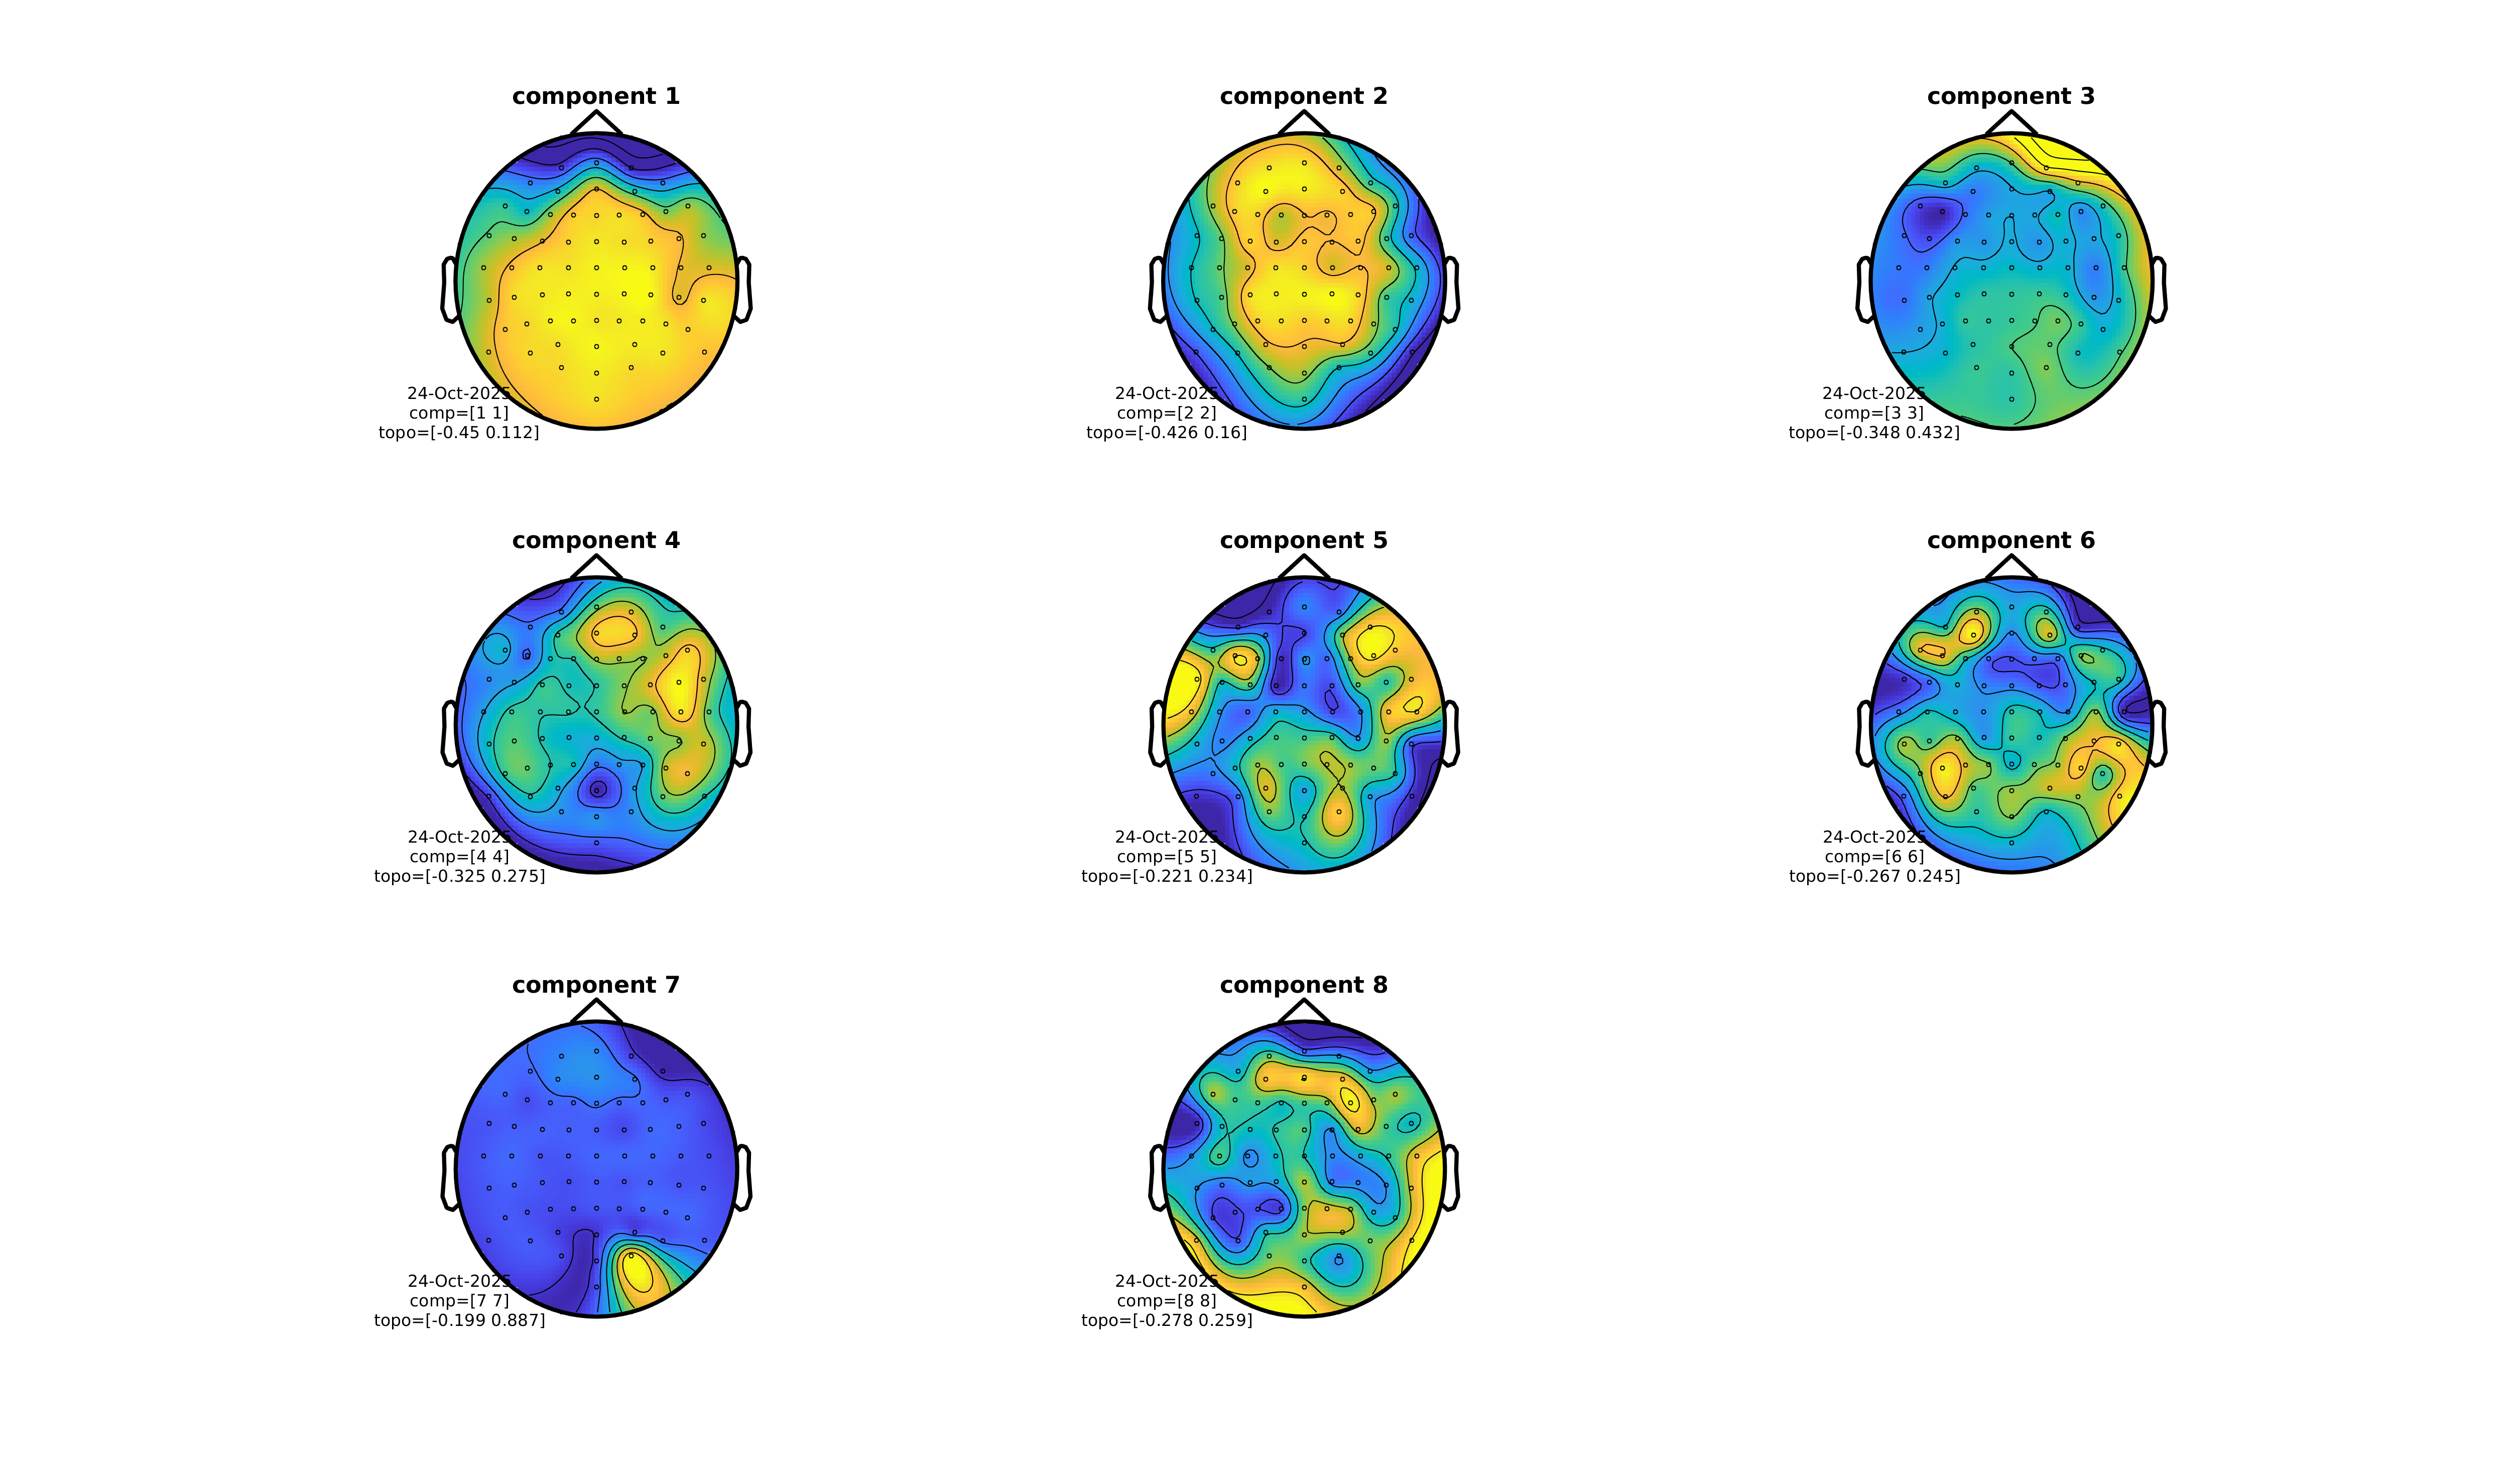 component 1
24-Oct-2025
comp=[1 1]
topo=[-0.45 0.112]
component 2
24-Oct-2025
comp=[2 2]
topo=[-0.426 0.16]
component 3
24-Oct-2025
comp=[3 3]
topo=[-0.348 0.432]
component 4
24-Oct-2025
comp=[4 4]
topo=[-0.325 0.275]
component 5
24-Oct-2025
comp=[5 5]
topo=[-0.221 0.234]
component 6
24-Oct-2025
comp=[6 6]
topo=[-0.267 0.245]
component 7
24-Oct-2025
comp=[7 7]
topo=[-0.199 0.887]
component 8
24-Oct-2025
comp=[8 8]
topo=[-0.278 0.259]